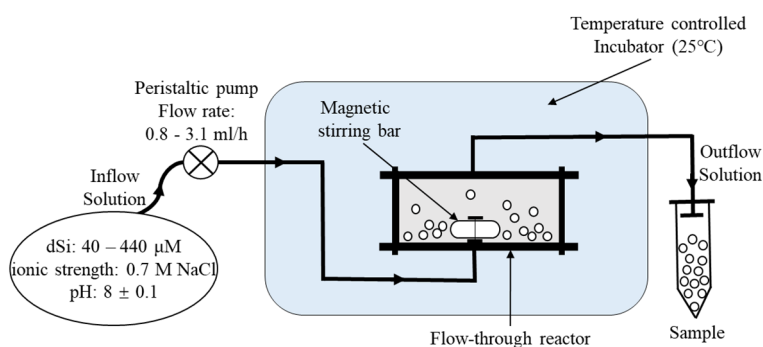 Temperature controlled
Incubator (25°C)
Peristaltic pump
Flow rate:
0.8 - 3.1 ml/h
Magnetic
stirring bar
Inflow
Solution
Outflow
Solution
dSi: 40 – 440 μM
ionic strength: 0.7 M NaCl
pH: 8 ± 0.1
Flow-through reactor
Sample